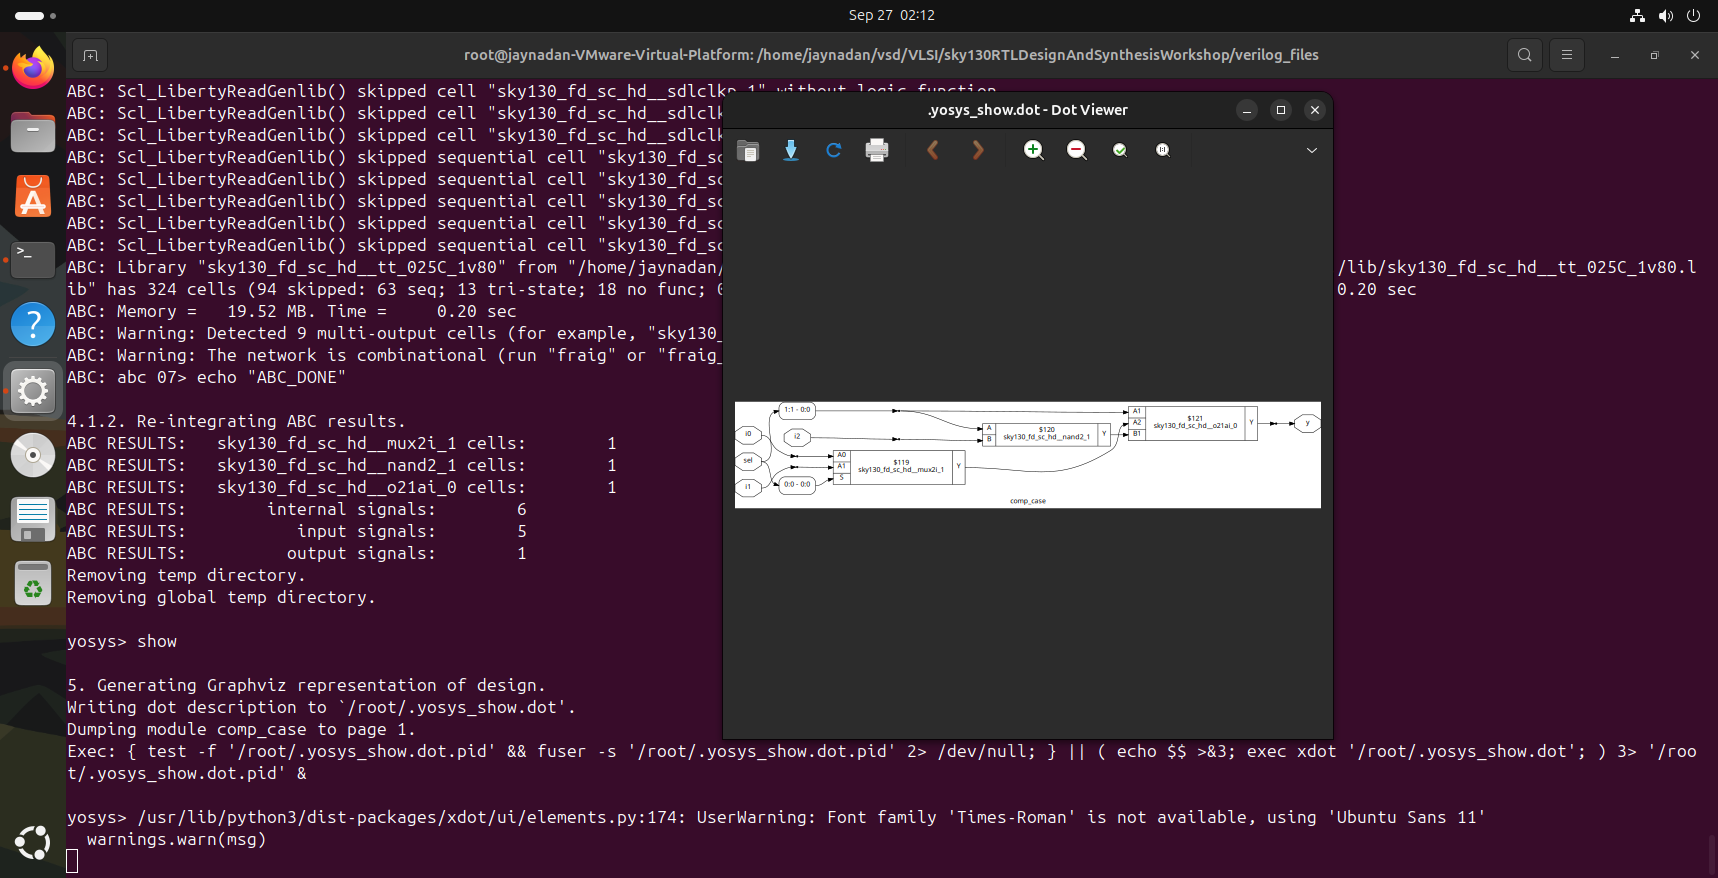 Sep 27  02:12
root@jaynadan-VMware-Virtual-Platform: /home/jaynadan/vsd/VLSI/sky130RTLDesignAndSynthesisWorkshop/verilog_files
ABC: Scl_LibertyReadGenlib() skipped cell "sky130_fd_sc_hd__sdlclkp_1" without logic function
ABC: Scl_LibertyReadGenlib() skipped cell "sky130_fd_sc_hd__sdlclk
ABC: Scl_LibertyReadGenlib() skipped cell "sky130_fd_sc_hd__sdlclk
ABC: Scl_LibertyReadGenlib() skipped sequential cell "sky130_fd_sc
ABC: Scl_LibertyReadGenlib() skipped sequential cell "sky130_fd_sc
ABC: Scl_LibertyReadGenlib() skipped sequential cell "sky130_fd_sc
ABC: Scl_LibertyReadGenlib() skipped sequential cell "sky130_fd_sc
ABC: Scl_LibertyReadGenlib() skipped sequential cell "sky130_fd_sc
ABC: Library "sky130_fd_sc_hd__tt_025C_1v80" from "/home/jaynadan/ /lib/sky130_fd_sc_hd__tt_025C_1v80.l
ib" has 324 cells (94 skipped: 63 seq; 13 tri-state; 18 no func; 0 0.20 sec
ABC: Memory =   19.52 MB. Time =     0.20 sec
ABC: Warning: Detected 9 multi-output cells (for example, "sky130_
ABC: Warning: The network is combinational (run "fraig" or "fraig_
ABC: abc 07> echo "ABC_DONE"
4.1.2. Re-integrating ABC results.
ABC RESULTS:   sky130_fd_sc_hd__mux2i_1 cells:        1
ABC RESULTS:   sky130_fd_sc_hd__nand2_1 cells:        1
ABC RESULTS:   sky130_fd_sc_hd__o21ai_0 cells:        1
ABC RESULTS:        internal signals:        6
ABC RESULTS:           input signals:        5
ABC RESULTS:          output signals:        1
Removing temp directory.
Removing global temp directory.
yosys> show
5. Generating Graphviz representation of design.
Writing dot description to `/root/.yosys_show.dot'.
Dumping module comp_case to page 1.
Exec: { test -f '/root/.yosys_show.dot.pid' && fuser -s '/root/.yosys_show.dot.pid' 2> /dev/null; } || ( echo $$ >&3; exec xdot '/root/.yosys_show.dot'; ) 3> '/roo
t/.yosys_show.dot.pid' &
yosys> /usr/lib/python3/dist-packages/xdot/ui/elements.py:174: UserWarning: Font family 'Times-Roman' is not available, using 'Ubuntu Sans 11'
  warnings.warn(msg)
.yosys_show.dot - Dot Viewer
i0
sel
i1
1:1 - 0:0
i2
0:0 - 0:0
A0
A1
S
$119
sky130_fd_sc_hd__mux2i_1
Y
A
B
$120
sky130_fd_sc_hd__nand2_1
Y
A1
A2
B1
$121
sky130_fd_sc_hd__o21ai_0
Y
y
comp_case